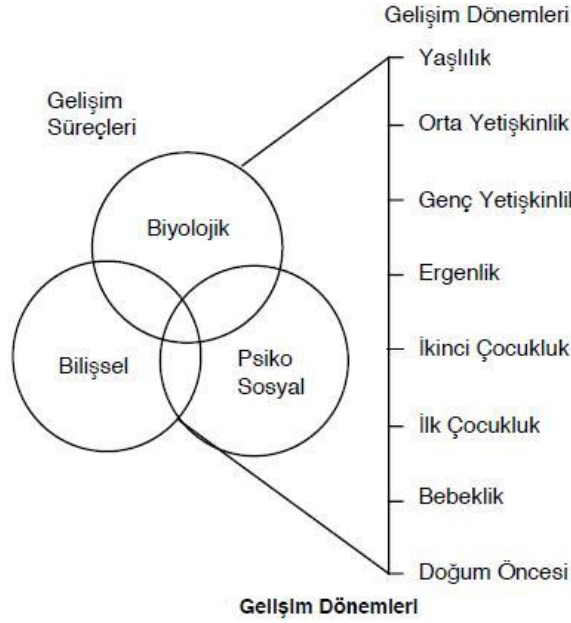 Gelişim Dönemleri
Yaşlılık
Gelişim
Süreçleri
Orta Yetişkinlik
Genç Yetişkinlil
Biyolojik
Ergenlik
İkinci Çocukluk
Bilişsel
Psiko
Sosyal
İlk Çocukluk
Bebeklik
Doğum Öncesi
Gelişim Dönemleri